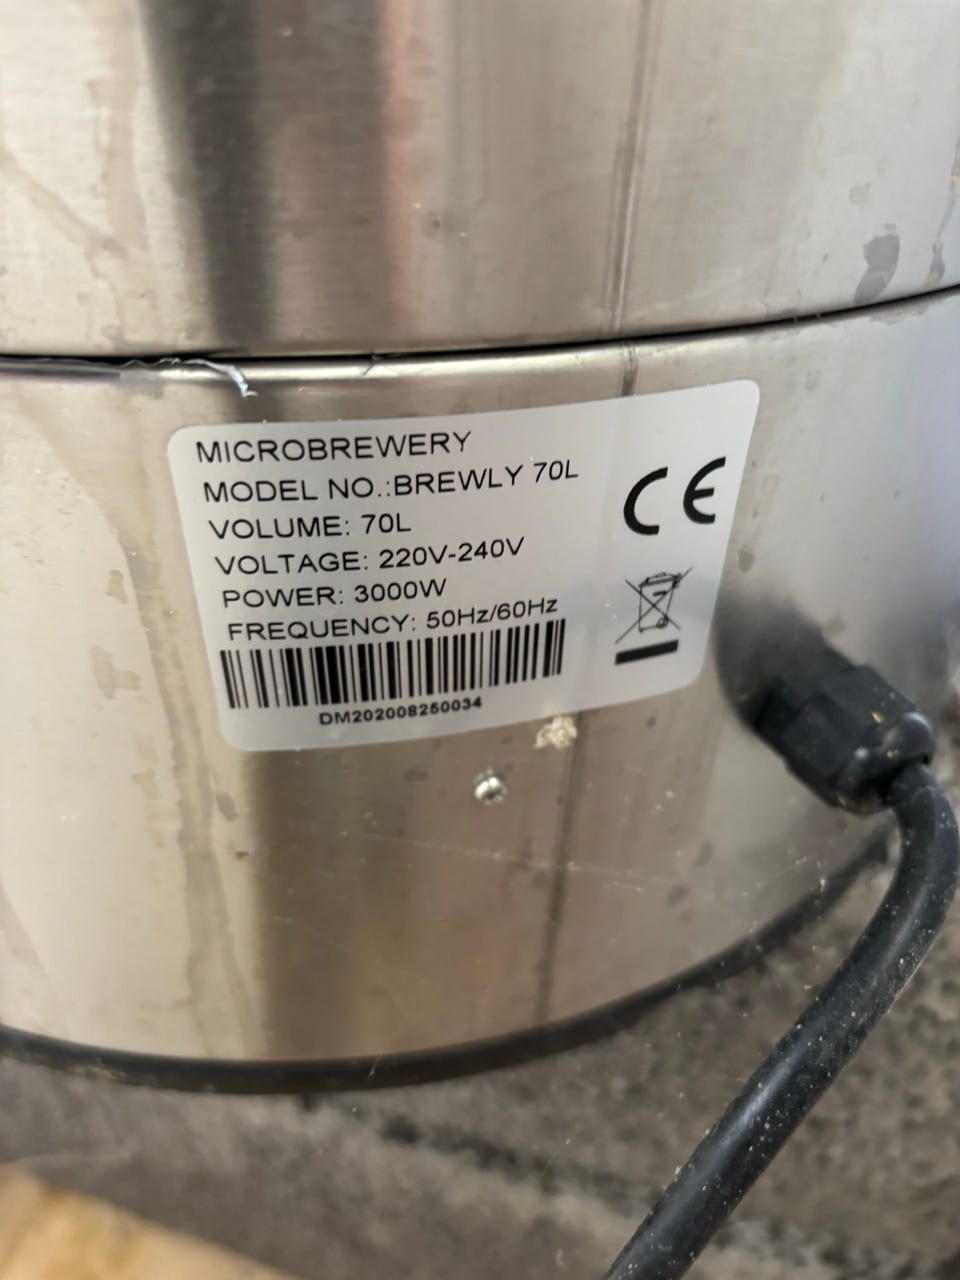 MICROBREWERY
MODEL NO.:BREWLY 70L
VOLUME: 70L
VOLTAGE: 220V-240V
POWER: 3000W
FREQUENCY: 50Hz/60Hz
DM202008250034
CE